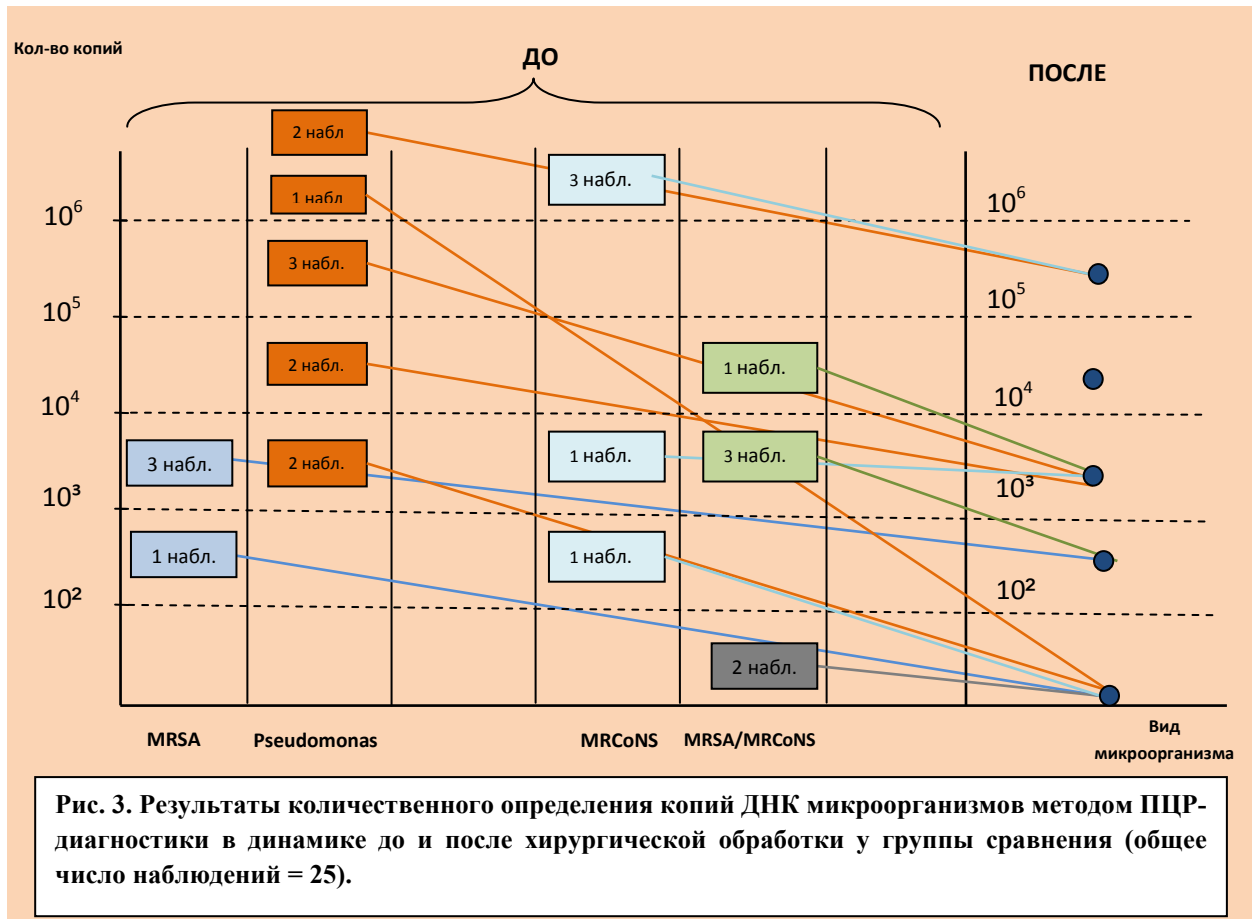 Кол-во копий
ДО
ПОСЛЕ
2 набл
3 набл.
1 набл
10⁶
10⁶
3 набл.
10⁵
10⁵
2 набл.
1 набл.
10⁴
10⁴
3 набл.
2 набл.
1 набл.
3 набл.
10³
10³
1 набл.
1 набл.
10²
10²
2 набл.
MRSA
Pseudomonas
MRCoNS
MRSA/MRCoNS
Вид
микроорганизма
Рис. 3. Результаты количественного определения копий ДНК микроорганизмов методом ПЦР-
диагностики в динамике до и после хирургической обработки у группы сравнения (общее
число наблюдений = 25).